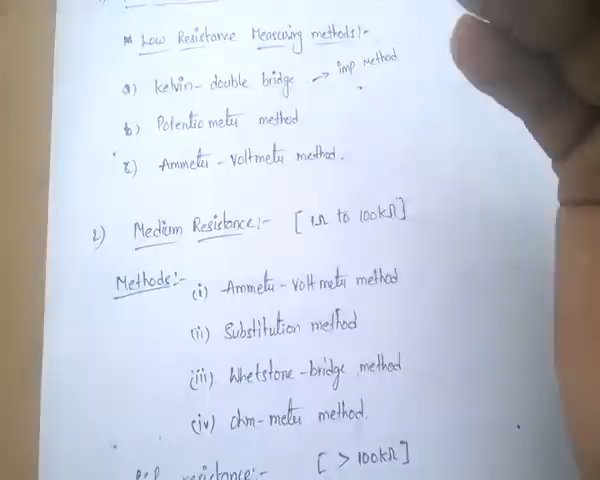 * Low Resistance Measuring methods:-
a) Kelvin-double bridge → imp method
b) Potentiometer method
c) Ammeter - voltmeter method.
2) Medium Resistance:- [1Ω to 100kΩ]
Methods:- (i) Ammeter - voltmeter method
(ii) Substitution method
(iii) Whetstone - bridge method
(iv) Ohm-meter method.
resistance:- [ > 100kΩ]